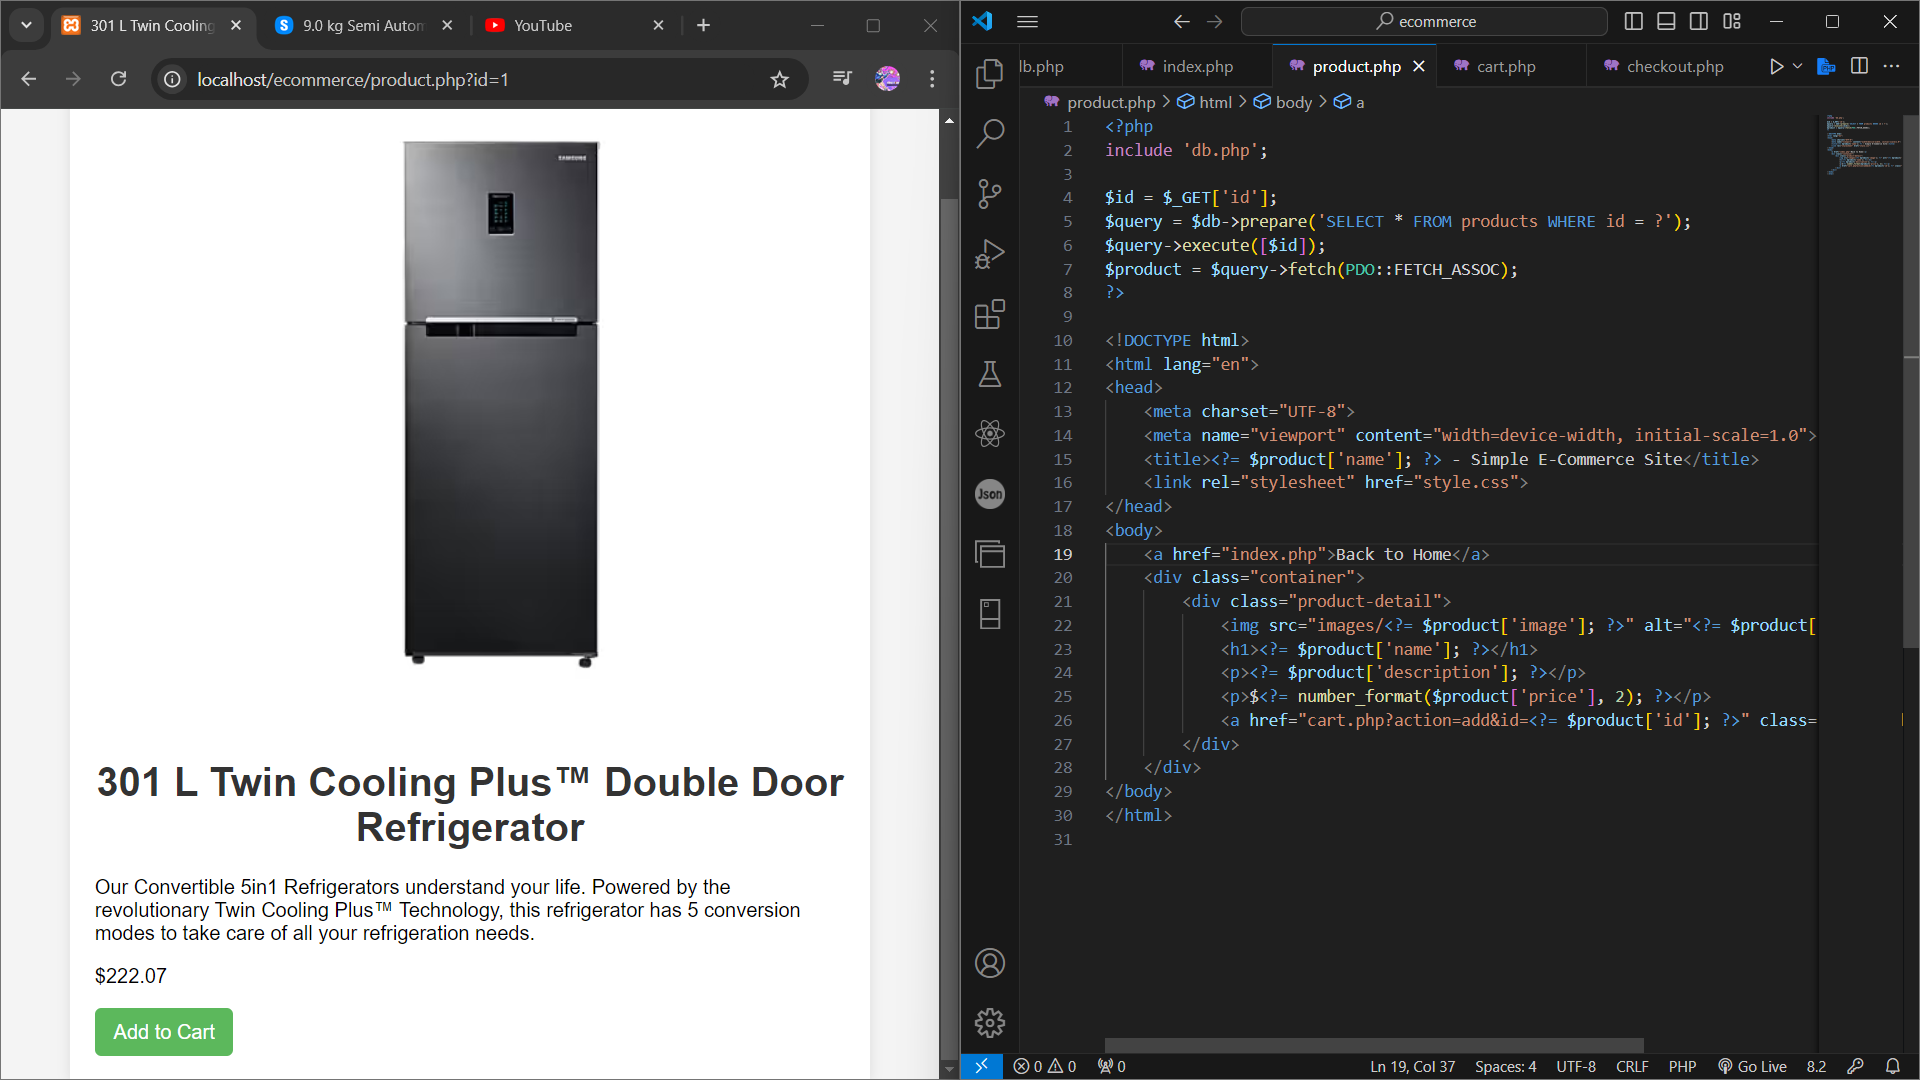 301 L Twin Cooling
9.0 kg Semi Autom
YouTube
localhost/ecommerce/product.php?id=1
SAMSUNG
301 L Twin Cooling Plus™ Double Door
Refrigerator
Our Convertible 5in1 Refrigerators understand your life. Powered by the
revolutionary Twin Cooling Plus™ Technology, this refrigerator has 5 conversion
modes to take care of all your refrigeration needs.
$222.07
Add to Cart
ecommerce
lb.php
index.php
product.php
cart.php
checkout.php
product.php > html > body > a
Json
1 <?php
2 include 'db.php';
3
4 $id = $_GET['id'];
5 $query = $db->prepare('SELECT * FROM products WHERE id = ?');
6 $query->execute([$id]);
7 $product = $query->fetch(PDO::FETCH_ASSOC);
8 ?>
9
10 <!DOCTYPE html>
11 <html lang="en">
12 <head>
13 <meta charset="UTF-8">
14 <meta name="viewport" content="width=device-width, initial-scale=1.0">
15 <title><?= $product['name']; ?> - Simple E-Commerce Site</title>
16 <link rel="stylesheet" href="style.css">
17 </head>
18 <body>
19 <a href="index.php">Back to Home</a>
20 <div class="container">
21 <div class="product-detail">
22 <img src="images/<?= $product['image']; ?>" alt="<?= $product[
23 <h1><?= $product['name']; ?></h1>
24 <p><?= $product['description']; ?></p>
25 <p>$<?= number_format($product['price'], 2); ?></p>
26 <a href="cart.php?action=add&id=<?= $product['id']; ?>" class=
27 </div>
28 </div>
29 </body>
30 </html>
31
0 0 0
Ln 19, Col 37
Spaces: 4
UTF-8
CRLF
PHP
Go Live
8.2